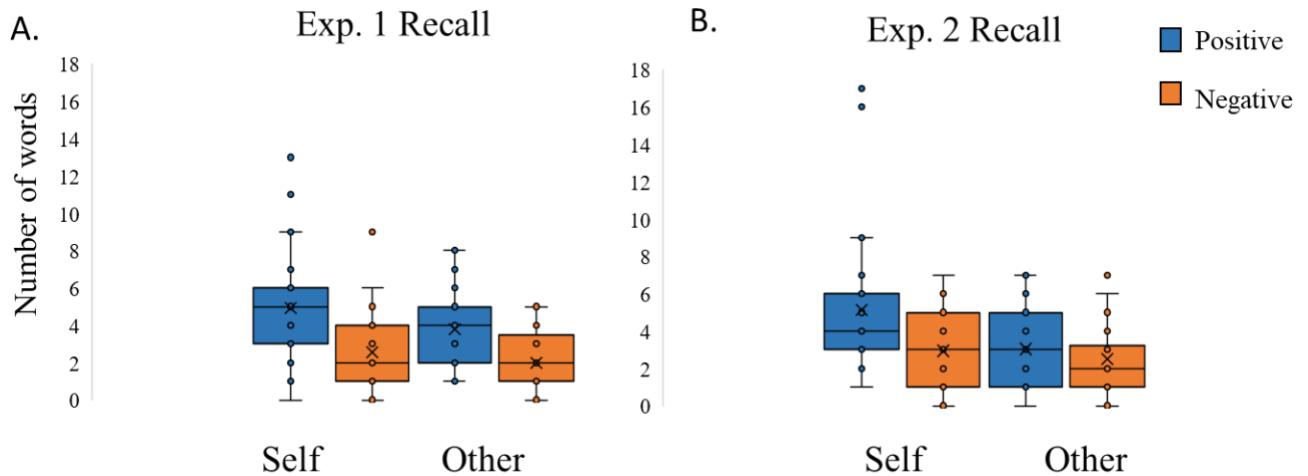 A.
Exp. 1 Recall
Number of words
18
16
14
12
10
8
6
4
2
0
Self
Other
B.
Exp. 2 Recall
18
16
14
12
10
8
6
4
2
0
Self
Other
Positive
Negative